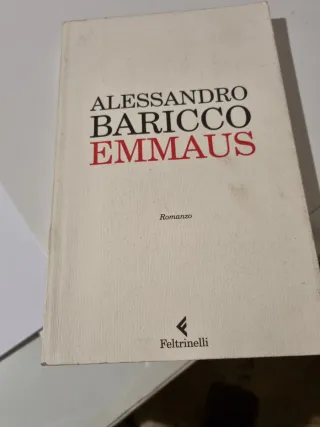 ALESSANDRO
BARICCO
EMMAUS
Romanzo
Feltrinelli